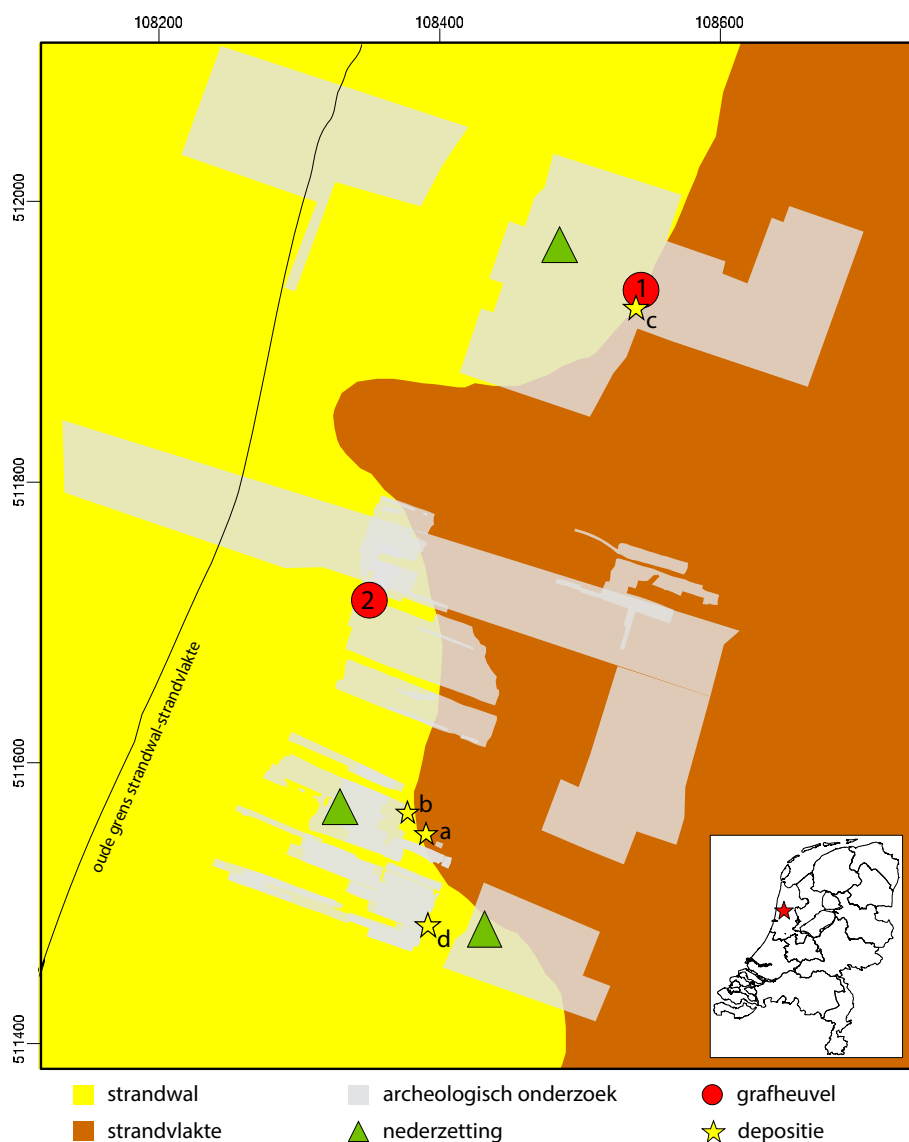 108200
108400
108600
512000
511800
511600
511400
1
c
2
oude grens strandwal-strandvlakte
b
a
d
strandwal
archeologisch onderzoek
grafheuvel
strandvlakte
nederzetting
depositie